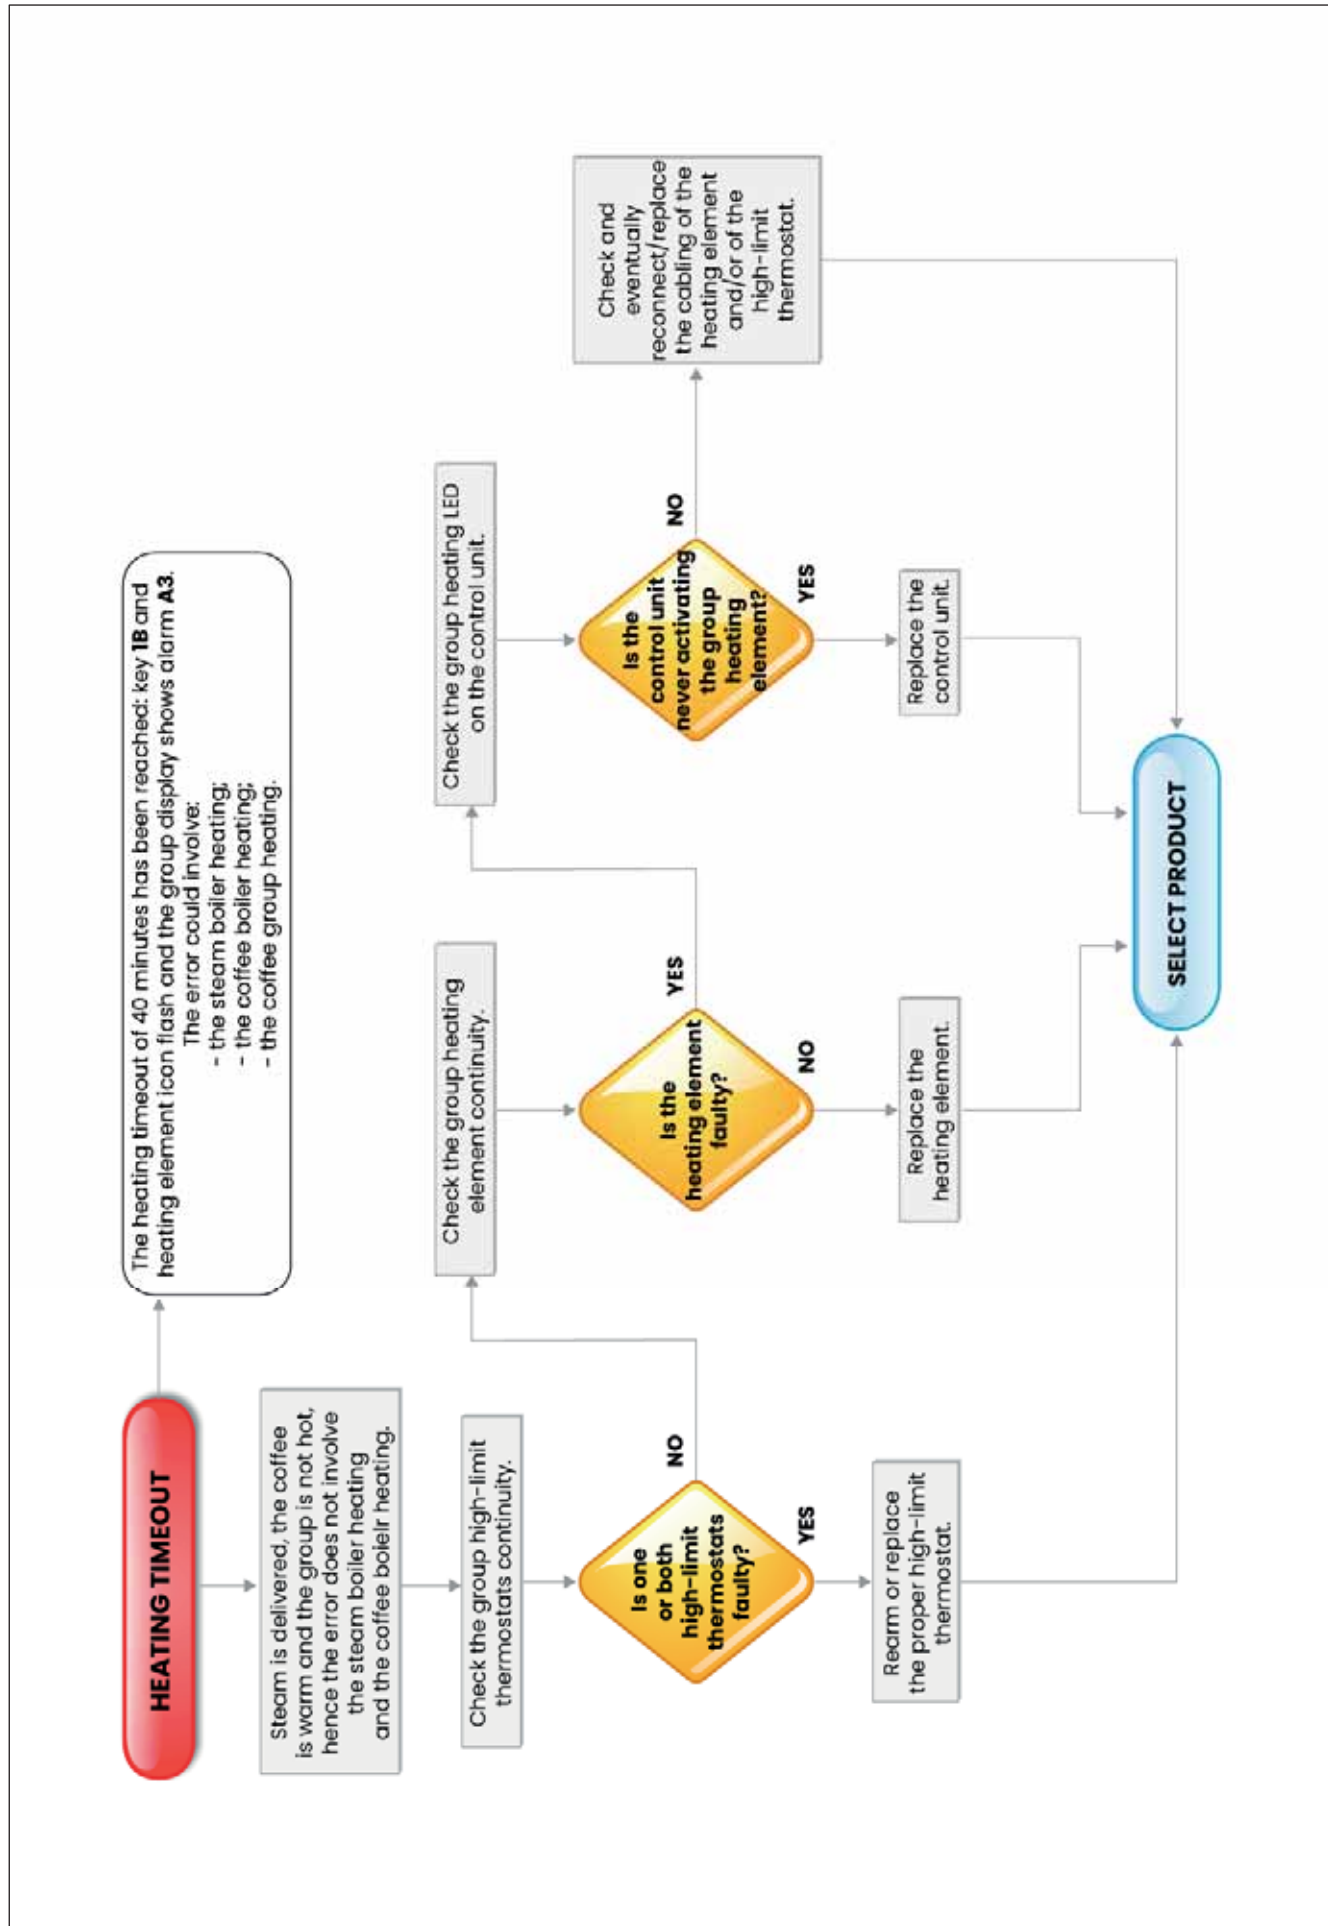 HEATING TIMEOUT
The heating timeout of 40 minutes has been reached: key 1B and
heating element icon flash and the group display shows alarm A3.
The error could involve:
- the steam boiler heating;
- the coffee boiler heating;
- the coffee group heating.
Steam is delivered, the coffee
is warm and the group is not hot,
hence the error does not involve
the steam boiler heating
and the coffee boielr heating.
Check the group high-limit
thermostats continuity.
Is one
or both
high-limit
thermostats
faulty?
NO
YES
Rearm or replace
the proper high-limit
thermostat.
Check the group heating
element continuity.
Is the
heating element
faulty?
YES
NO
Replace the
heating element.
Check the group heating LED
on the control unit.
Is the
control unit
never activating
the group
heating
element?
NO
YES
Replace the
control unit.
Check and
eventually
reconnect/replace
the cabling of the
heating element
and/or of the
high-limit
thermostat.
SELECT PRODUCT